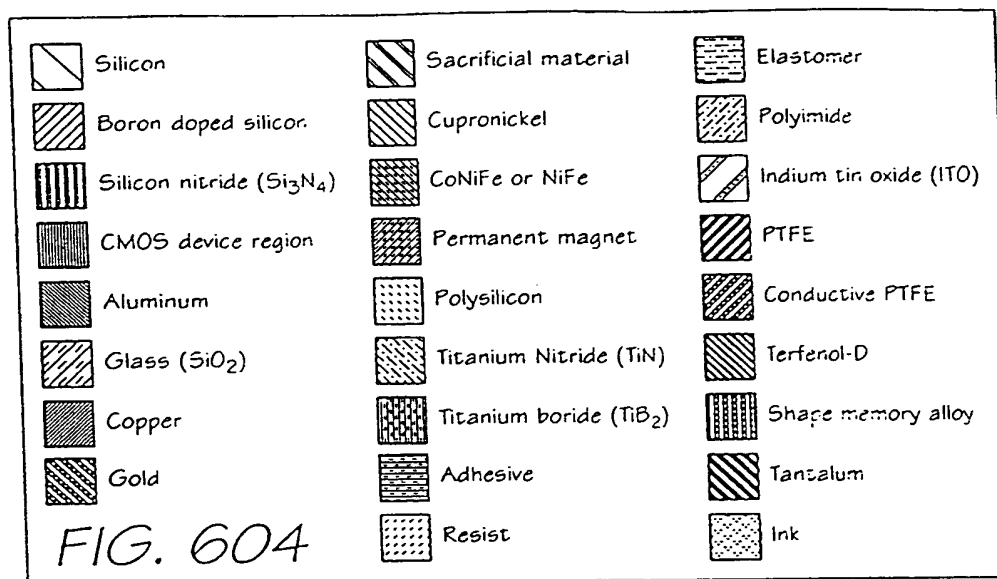 Silicon
Boron doped silicon.
Silicon nitride (Si₃N₄)
CMOS device region
Aluminum
Glass (SiO₂)
Copper
Gold
FIG. 604
Sacrificial material
Cupronickel
CoNiFe or NiFe
Permanent magnet
Polysilicon
Titanium Nitride (TiN)
Titanium boride (TiB₂)
Adhesive
Resist
Elastomer
Polyimide
Indium tin oxide (ITO)
PTFE
Conductive PTFE
Terfenol-D
Shape memory alloy
Tantalum
Ink